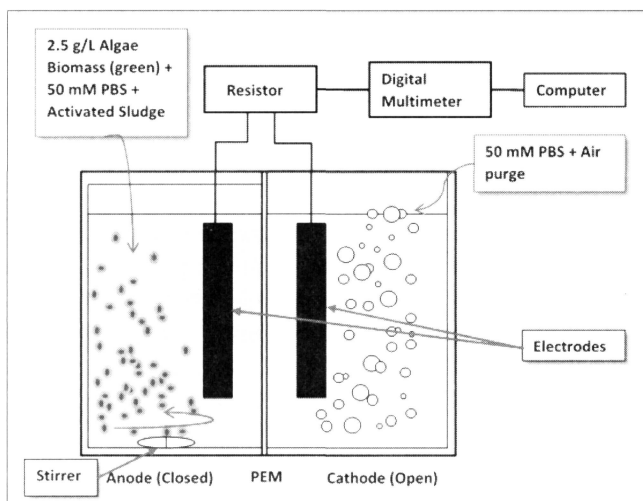 2.5 g/L Algae
Biomass (green) +
50 mM PBS +
Activated Sludge
Resistor
Digital
Multimeter
Computer
50 mM PBS + Air
purge
Electrodes
Stirrer
Anode (Closed)
PEM
Cathode (Open)